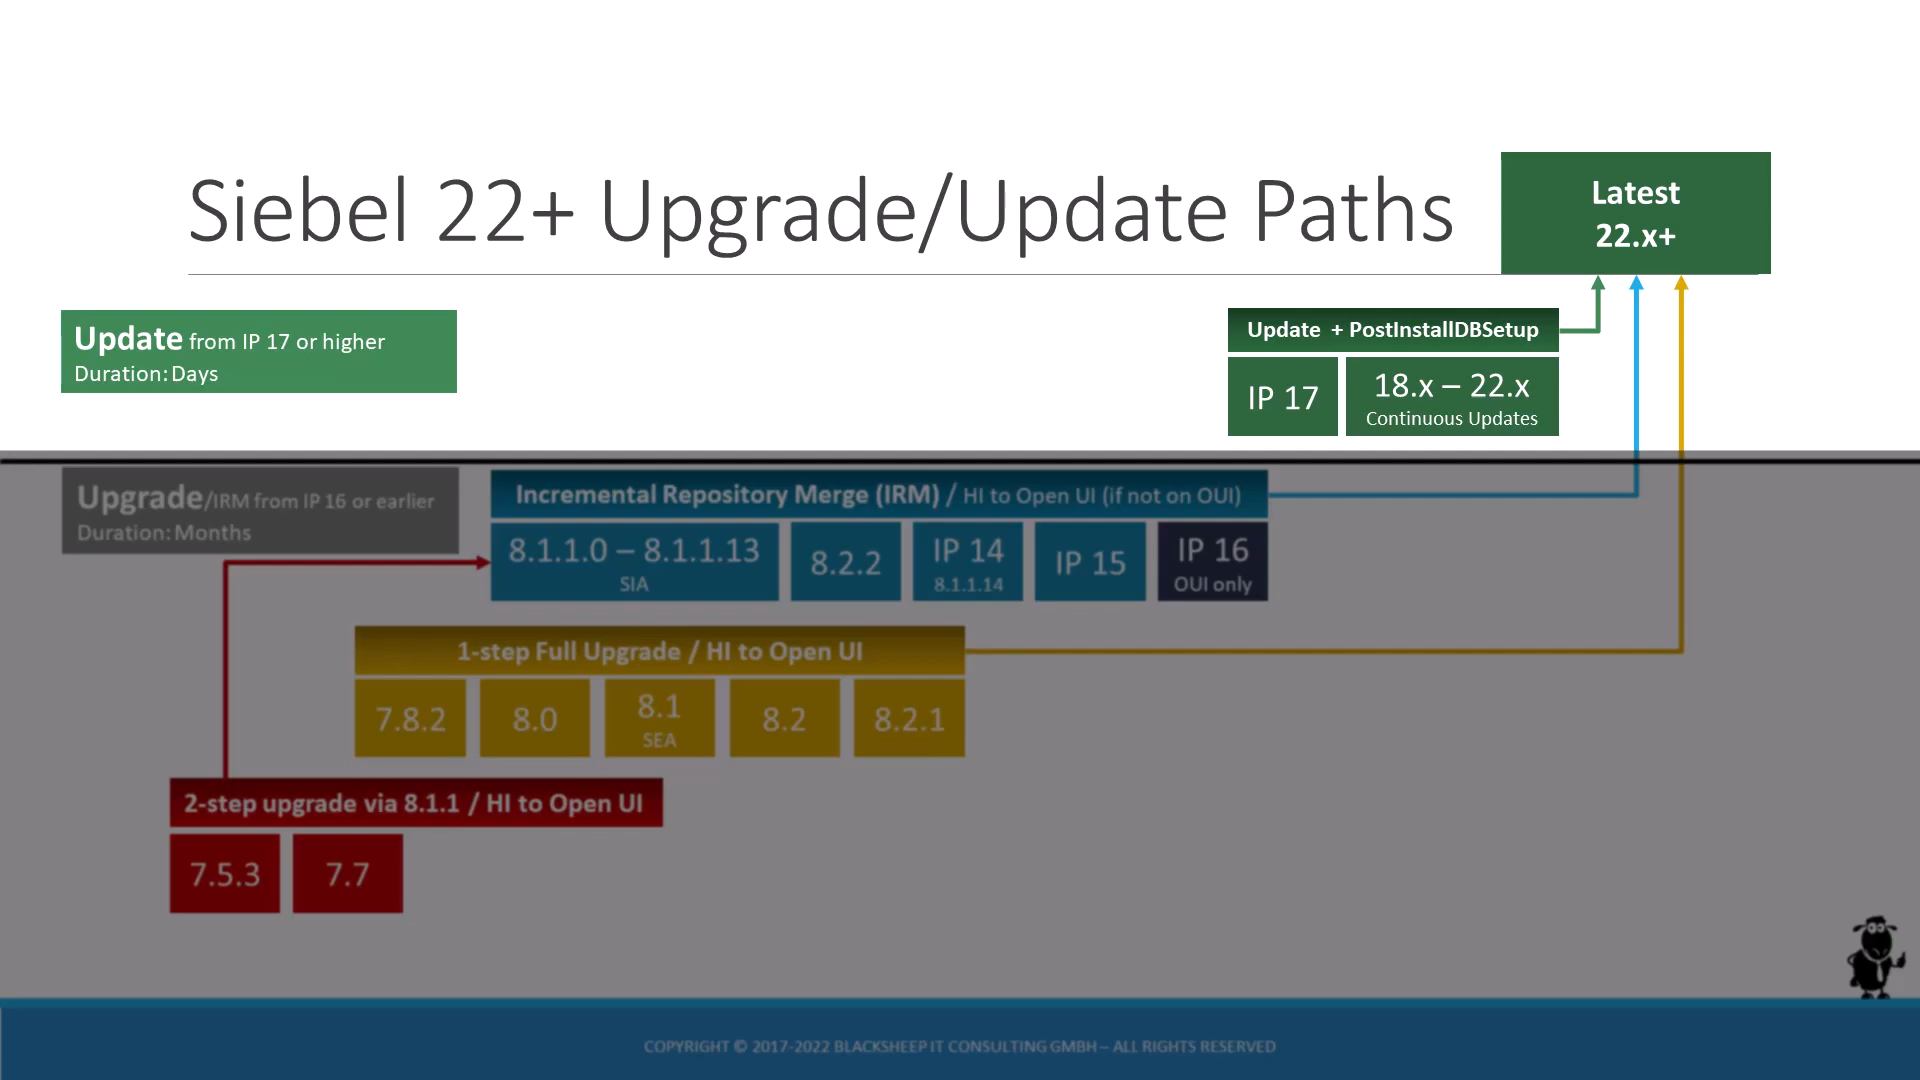 Siebel 22+ Upgrade/Update Paths
Latest
22.x+
Update from IP 17 or higher
Duration: Days
Update + PostInstallDBSetup
IP 17
18.x – 22.x
Continuous Updates
Upgrade/IRM from IP 16 or earlier
Duration: Months
Incremental Repository Merge (IRM) / HI to Open UI (if not on OUI)
8.1.1.0 – 8.1.1.13
SIA
8.2.2
IP 14
8.1.1.14
IP 15
IP 16
OUI only
1-step Full Upgrade / HI to Open UI
7.8.2
8.0
8.1
SEA
8.2
8.2.1
2-step upgrade via 8.1.1 / HI to Open UI
7.5.3
7.7
COPYRIGHT © 2017-2022 BLACKSHEEP IT CONSULTING GMBH – ALL RIGHTS RESERVED